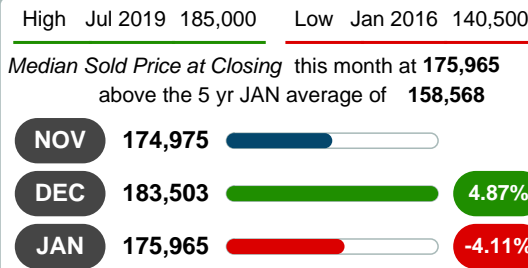 High Jul 2019 185,000 Low Jan 2016 140,500
Median Sold Price at Closing this month at 175,965
above the 5 yr JAN average of 158,568
NOV 174,975
DEC 183,503 4.87%
JAN 175,965 -4.11%